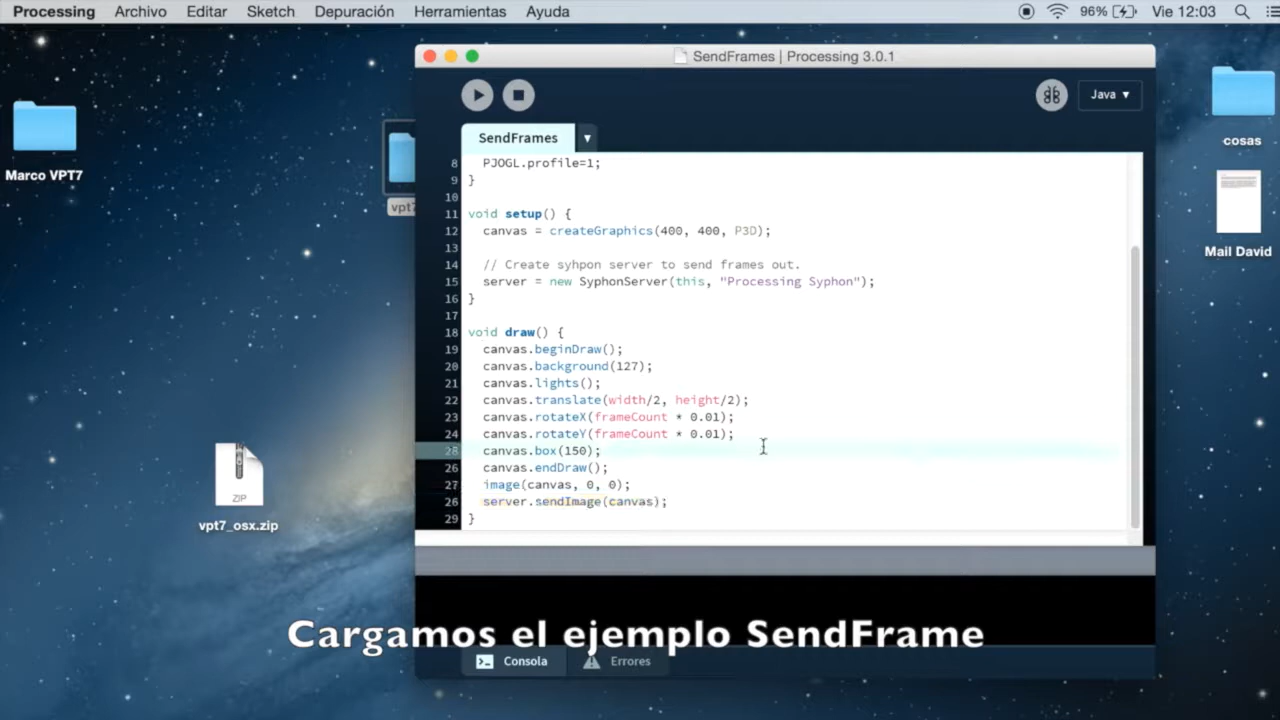 Processing Archivo Editar Sketch Depuración Herramientas Ayuda 96% Vie 12:03
SendFrames | Processing 3.0.1
Java ▼
SendFrames ▼
Marco VPT7
vpt7
cosas
Mail David
vpt7_osx.zip
ZIP
8 PJOGL.profile=1;
9 }
10
11 void setup() {
12 canvas = createGraphics(400, 400, P3D);
13
14 // Create syhpon server to send frames out.
15 server = new SyphonServer(this, "Processing Syphon");
16 }
17
18 void draw() {
19 canvas.beginDraw();
20 canvas.background(127);
21 canvas.lights();
22 canvas.translate(width/2, height/2);
23 canvas.rotateX(frameCount * 0.01);
24 canvas.rotateY(frameCount * 0.01);
28 canvas.box(150);
26 canvas.endDraw();
27 image(canvas, 0, 0);
26 server.sendImage(canvas);
29 }
Cargamos el ejemplo SendFrame
Consola Errores